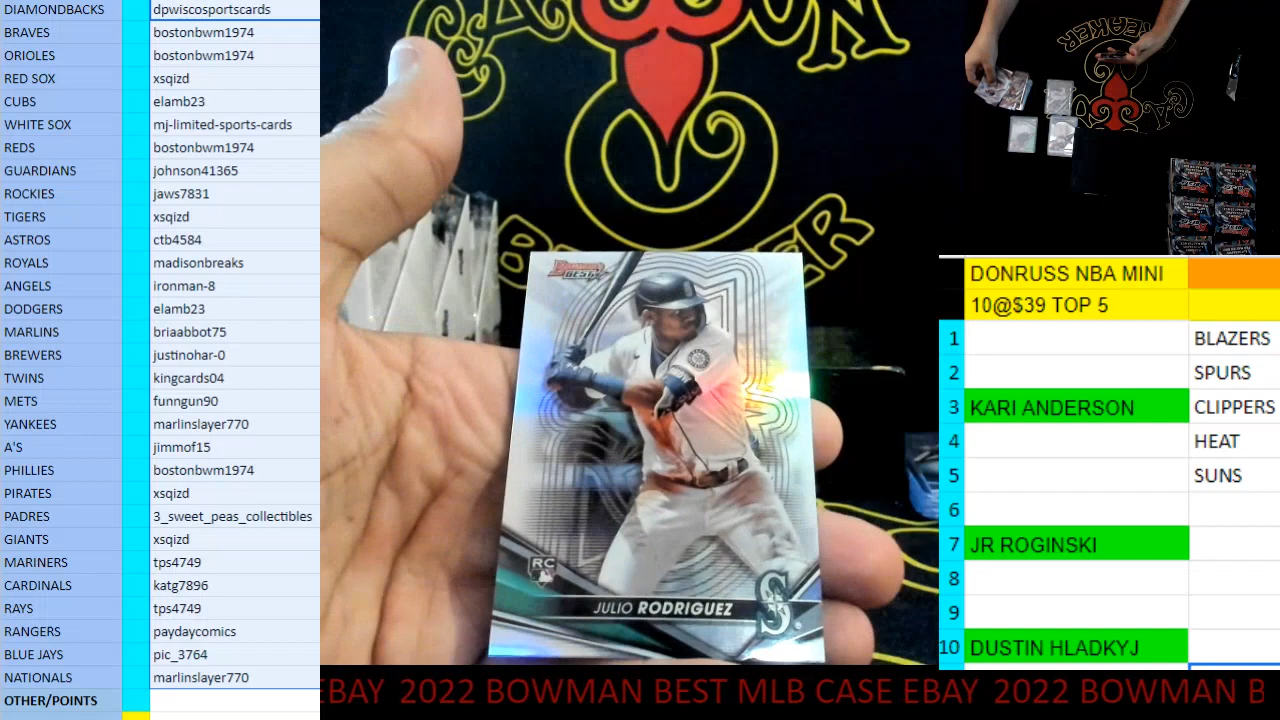 DIAMONDBACKS dpwiscosportscards
BRAVES bostonbwm1974
ORIOLES bostonbwm1974
RED SOX xsqizd
CUBS elamb23
WHITE SOX mj-limited-sports-cards
REDS bostonbwm1974
GUARDIANS johnson41365
ROCKIES jaws7831
TIGERS xsqizd
ASTROS ctb4584
ROYALS madisonbreaks
ANGELS ironman-8
DODGERS elamb23
MARLINS briaabbot75
BREWERS justinohar-0
TWINS kingcards04
METS funngun90
YANKEES marlinslayer770
A'S jimmof15
PHILLIES bostonbwm1974
PIRATES xsqizd
PADRES 3_sweet_peas_collectibles
GIANTS xsqizd
MARINERS tps4749
CARDINALS katg7896
RAYS tps4749
RANGERS paydaycomics
BLUE JAYS pic_3764
NATIONALS marlinslayer770
OTHER/POINTS
Bowman's
BEST
RC
JULIO RODRIGUEZ
S
BREAKER
DONRUSS NBA MINI
10@$39 TOP 5
1 BLAZERS
2 SPURS
3 KARI ANDERSON CLIPPERS
4 HEAT
5 SUNS
6
7 JR ROGINSKI
8
9
10 DUSTIN HLADKYJ
EBAY 2022 BOWMAN BEST MLB CASE EBAY 2022 BOWMAN B